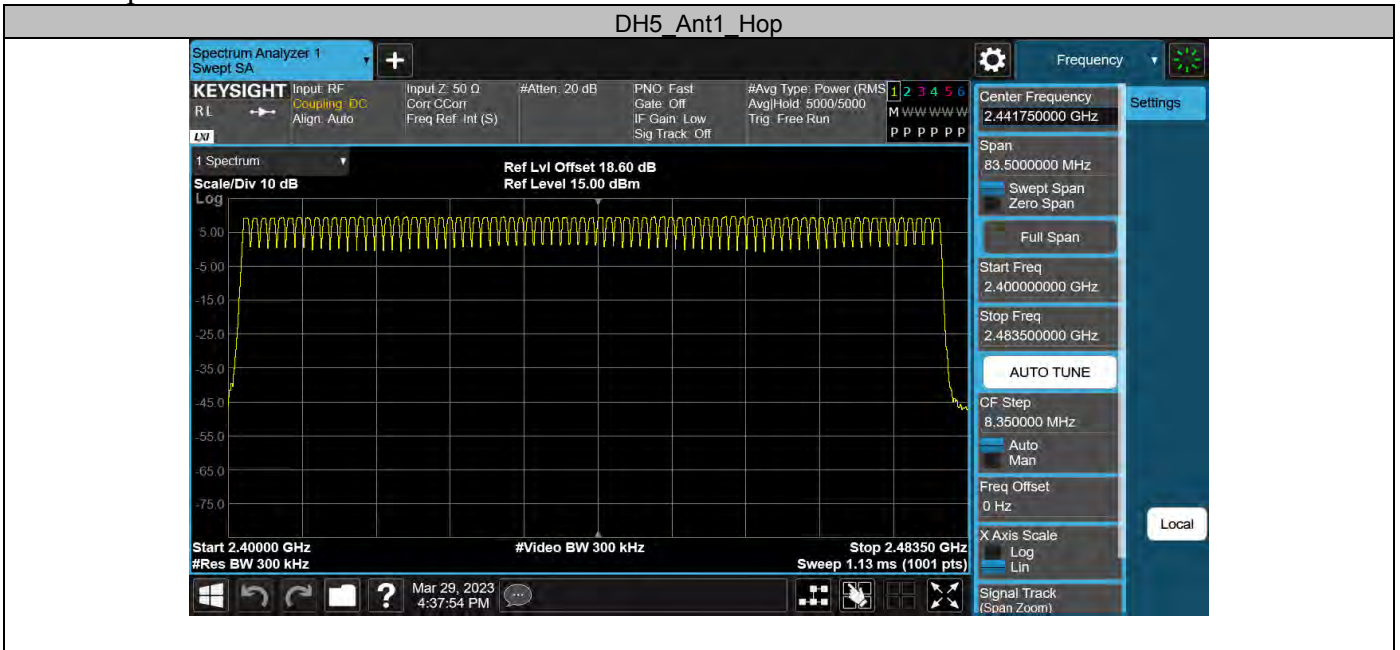 DH5_Ant1_Hop
Spectrum Analyzer 1
Swept SA
Frequency
KEYSIGHT
RL
LXI
Input: RF
Coupling: DC
Align: Auto
Input Z: 50 Ω
Corr CCorr
Freq Ref: Int (S)
#Atten: 20 dB
PNO: Fast
Gate: Off
IF Gain: Low
Sig Track: Off
#Avg Type: Power (RMS
Avg|Hold: 5000/5000
Trig: Free Run
1 2 3 4 5 6
M W W W W W
P P P P P P
Center Frequency
2.441750000 GHz
Settings
Span
83.5000000 MHz
Swept Span
Zero Span
Full Span
Start Freq
2.400000000 GHz
Stop Freq
2.483500000 GHz
AUTO TUNE
CF Step
8.350000 MHz
Auto
Man
Freq Offset
0 Hz
X Axis Scale
Log
Lin
Signal Track
(Span Zoom)
Local
1 Spectrum
Scale/Div 10 dB
Ref Lvl Offset 18.60 dB
Ref Level 15.00 dBm
Log
5.00
-5.00
-15.0
-25.0
-35.0
-45.0
-55.0
-65.0
-75.0
Start 2.40000 GHz
#Video BW 300 kHz
Stop 2.48350 GHz
#Res BW 300 kHz
Sweep 1.13 ms (1001 pts)
?
Mar 29, 2023
4:37:54 PM